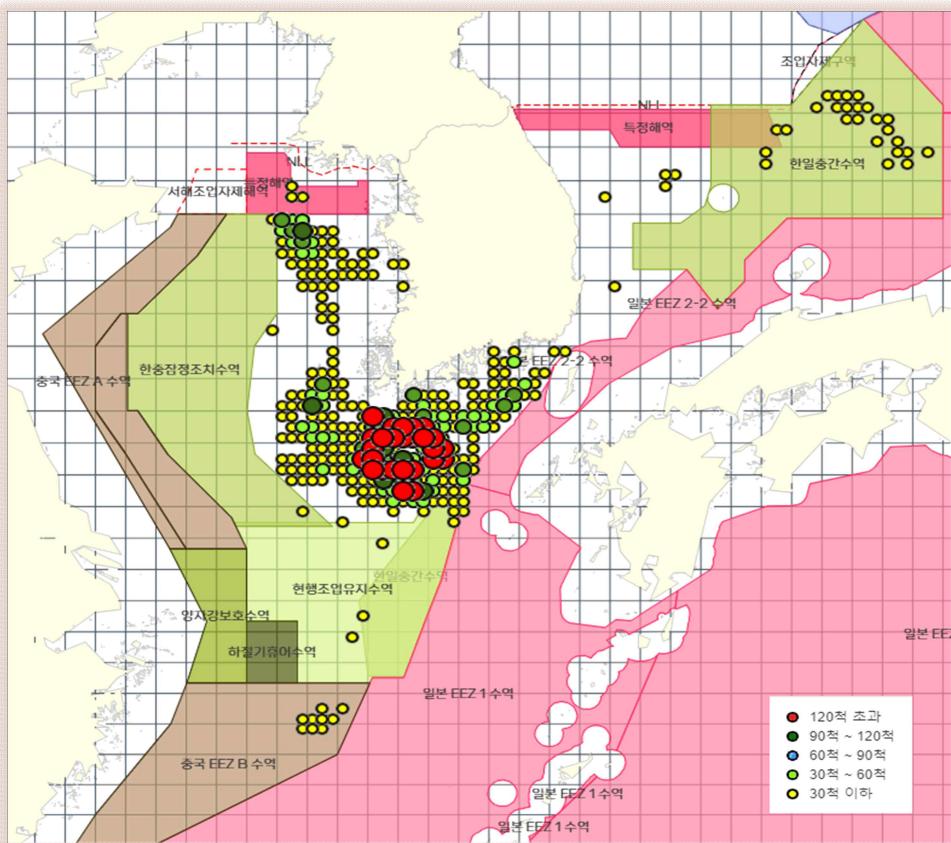 조업자제구역
NLL
특정해역
한일중간수역
NLL
특정해역
서해조업자제해역
일본 EEZ 2-2 수역
일본 EEZ 2-2 수역
한중잠정조치수역
중국 EEZ A 수역
한일중간수역
현행조업유지수역
양자강보호수역
하절기휴어수역
일본 EEZ
일본 EEZ 1 수역
중국 EEZ B 수역
일본 EEZ 1 수역
일본 EEZ 1 수역
120척 초과
90척 ~ 120척
60척 ~ 90척
30척 ~ 60척
30척 이하